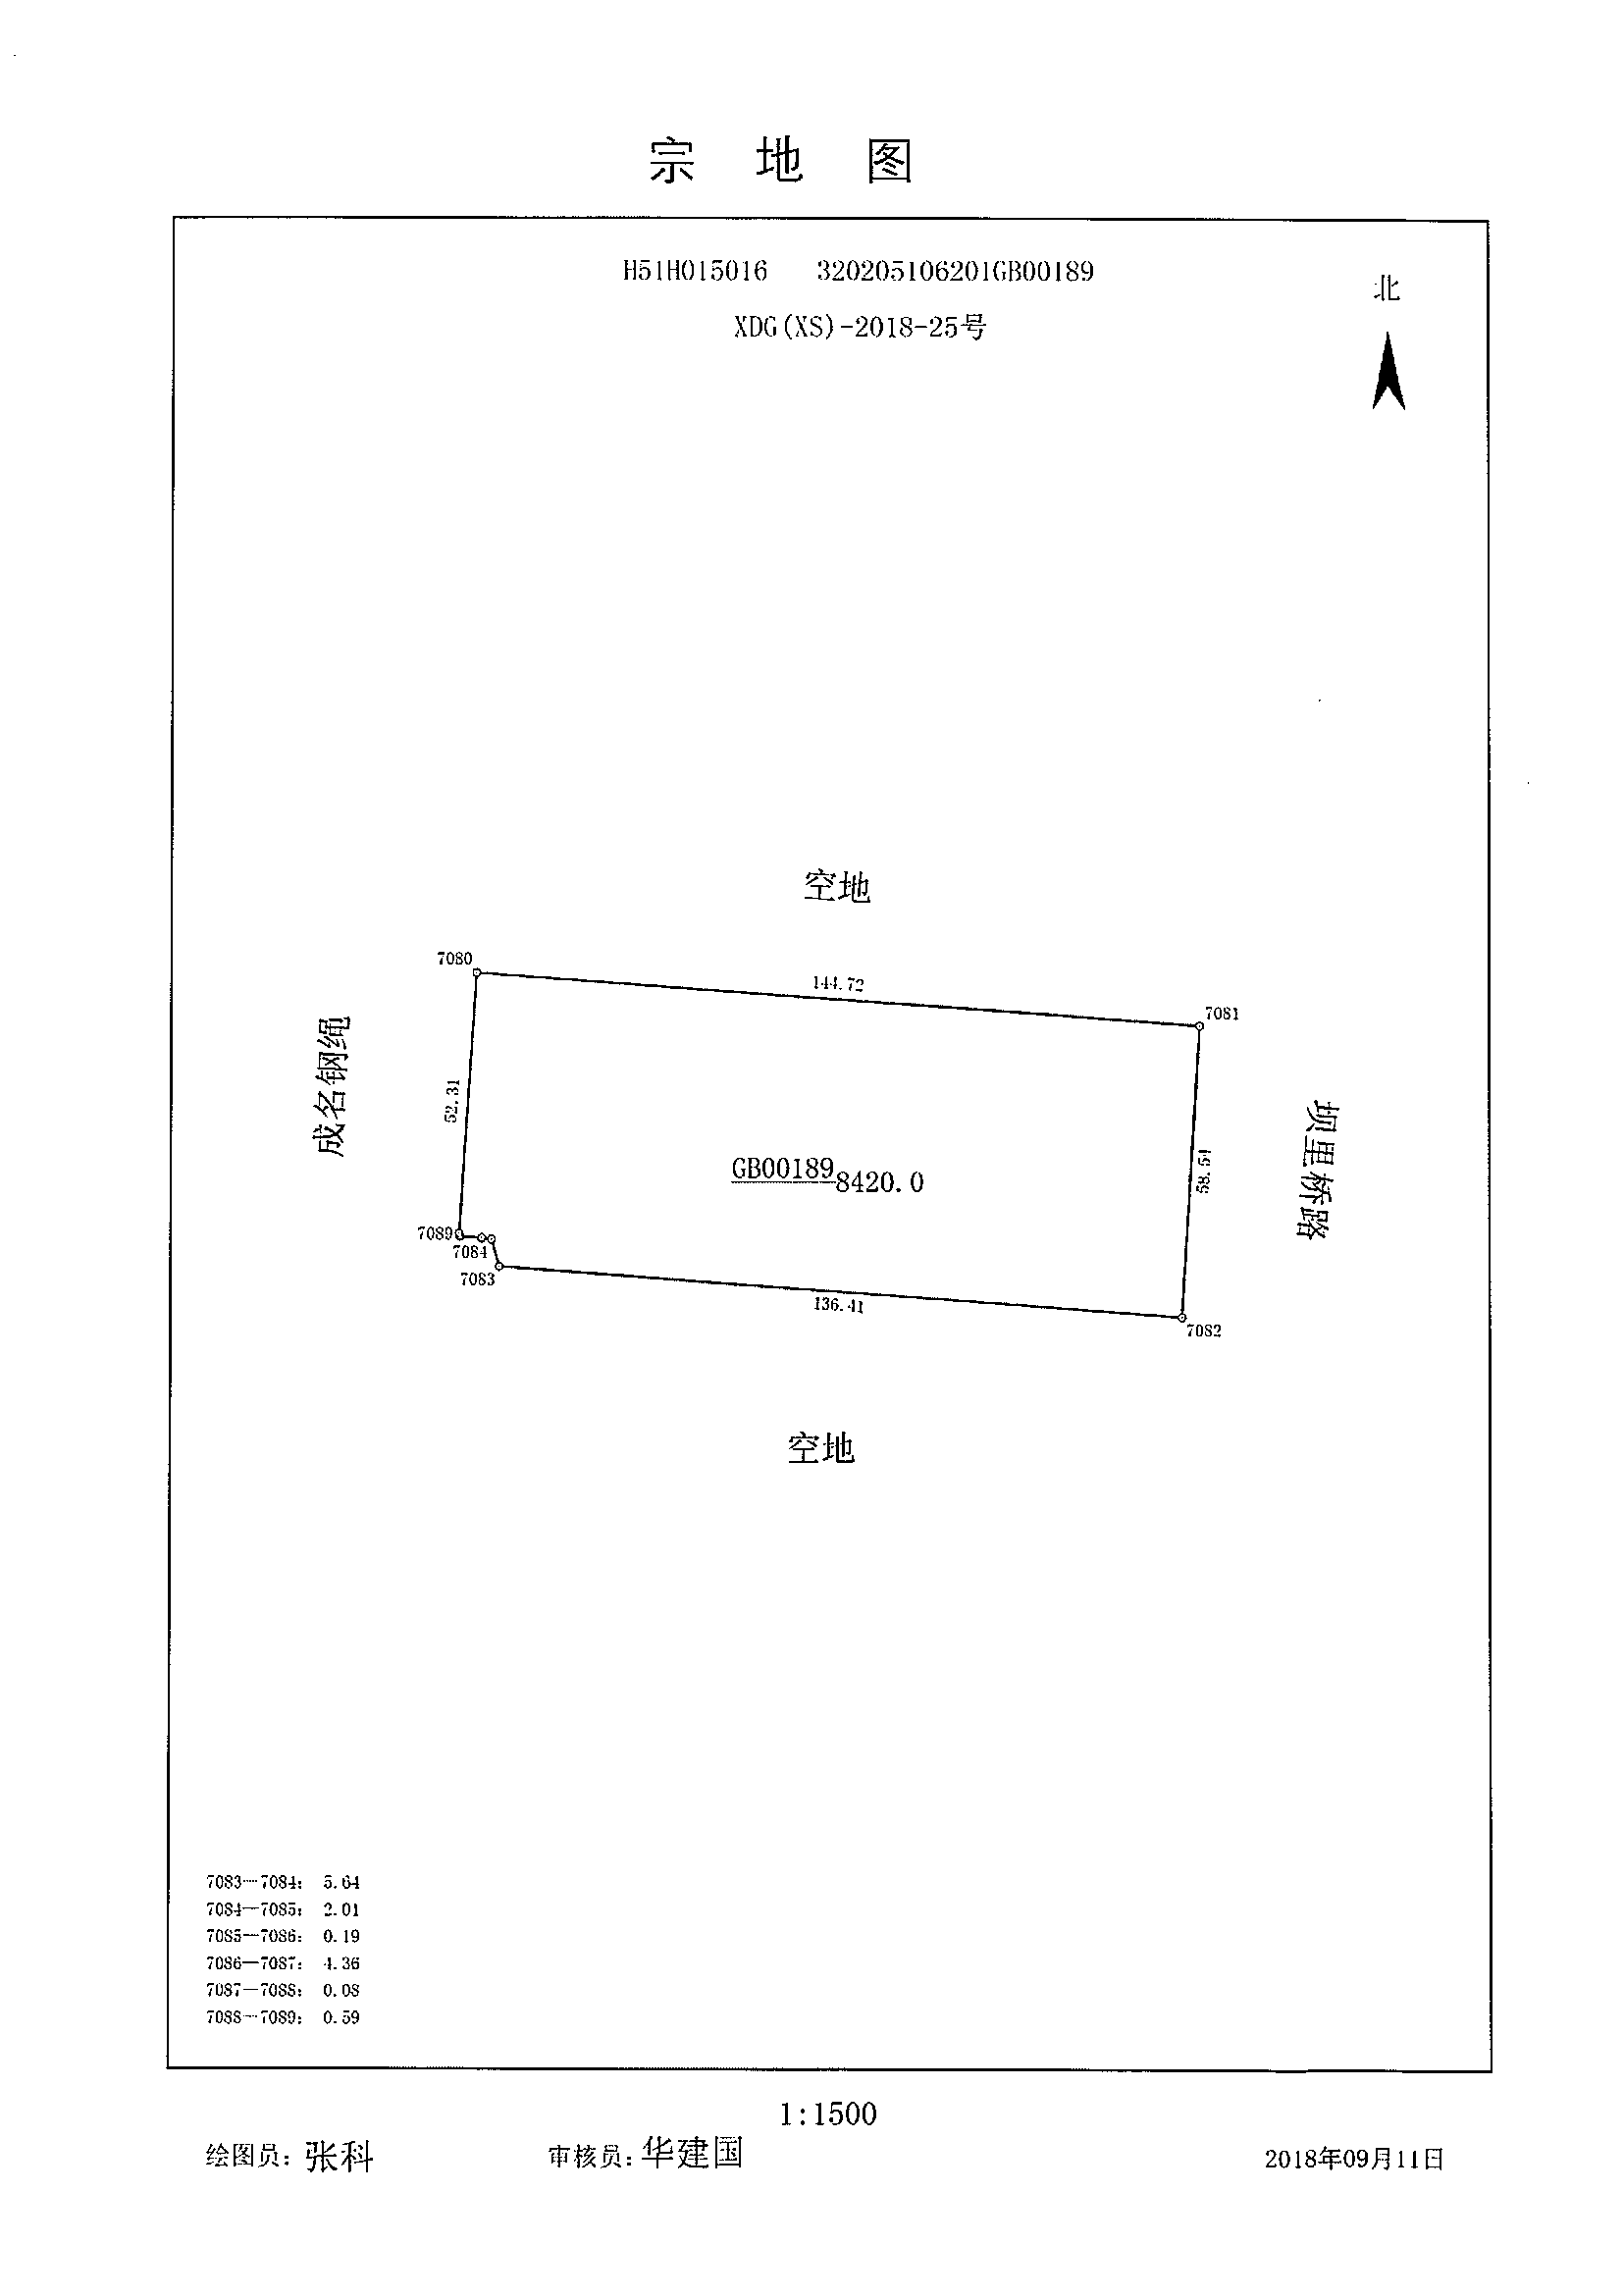 宗 地 图
H51H015016 320205106201GB00189
XDG(XS)-2018-25号
北
空地
7080
144.72
7081
成名钢绳
52.31
坝里桥路
58.54
GB00189 8420.0
7089
7084
7083
136.41
7082
空地
7083—7084: 5.64
7084—7085: 2.01
7085—7086: 0.19
7086—7087: 4.36
7087—7088: 0.08
7088—7089: 0.59
1:1500
绘图员: 张科 审核员: 华建国 2018年09月11日